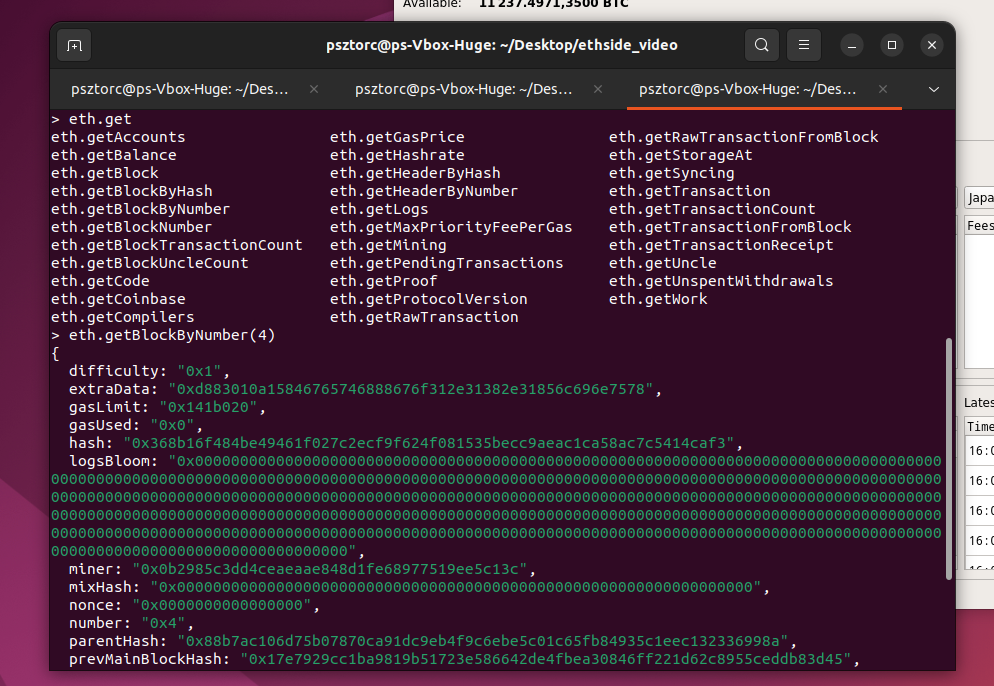 Available: 11 237.4971,3500 BTC
psztorc@ps-Vbox-Huge: ~/Desktop/ethside_video
psztorc@ps-Vbox-Huge: ~/Des... psztorc@ps-Vbox-Huge: ~/Des... psztorc@ps-Vbox-Huge: ~/Des...
> eth.get
eth.getAccounts eth.getGasPrice eth.getRawTransactionFromBlock
eth.getBalance eth.getHashrate eth.getStorageAt
eth.getBlock eth.getHeaderByHash eth.getSyncing
eth.getBlockByHash eth.getHeaderByNumber eth.getTransaction
eth.getBlockByNumber eth.getLogs eth.getTransactionCount
eth.getBlockNumber eth.getMaxPriorityFeePerGas eth.getTransactionFromBlock
eth.getBlockTransactionCount eth.getMining eth.getTransactionReceipt
eth.getBlockUncleCount eth.getPendingTransactions eth.getUncle
eth.getCode eth.getProof eth.getUnspentWithdrawals
eth.getCoinbase eth.getProtocolVersion eth.getWork
eth.getCompilers eth.getRawTransaction
> eth.getBlockByNumber(4)
{
difficulty: "0x1",
extraData: "0xd883010a15846765746888676f312e31382e31856c696e7578",
gasLimit: "0x141b020",
gasUsed: "0x0",
hash: "0x368b16f484be49461f027c2ecf9f624f081535becc9aeac1ca58ac7c5414caf3",
logsBloom:
miner: "0x0b2985c3dd4ceaeaae848d1fe68977519ee5c13c",
mixHash: "0x0000000000000000000000000000000000000000000000000000000000000000",
nonce: "0x0000000000000000",
number: "0x4",
parentHash: "0x88b7ac106d75b07870ca91dc9eb4f9c6ebe5c01c65fb84935c1eec132336998a",
prevMainBlockHash: "0x17e7929cc1ba9819b51723e586642de4fbea30846ff221d62c8955ceddb83d45",
Japa
Fees
Lates
Time
16:0
16:0
16:0
16:0